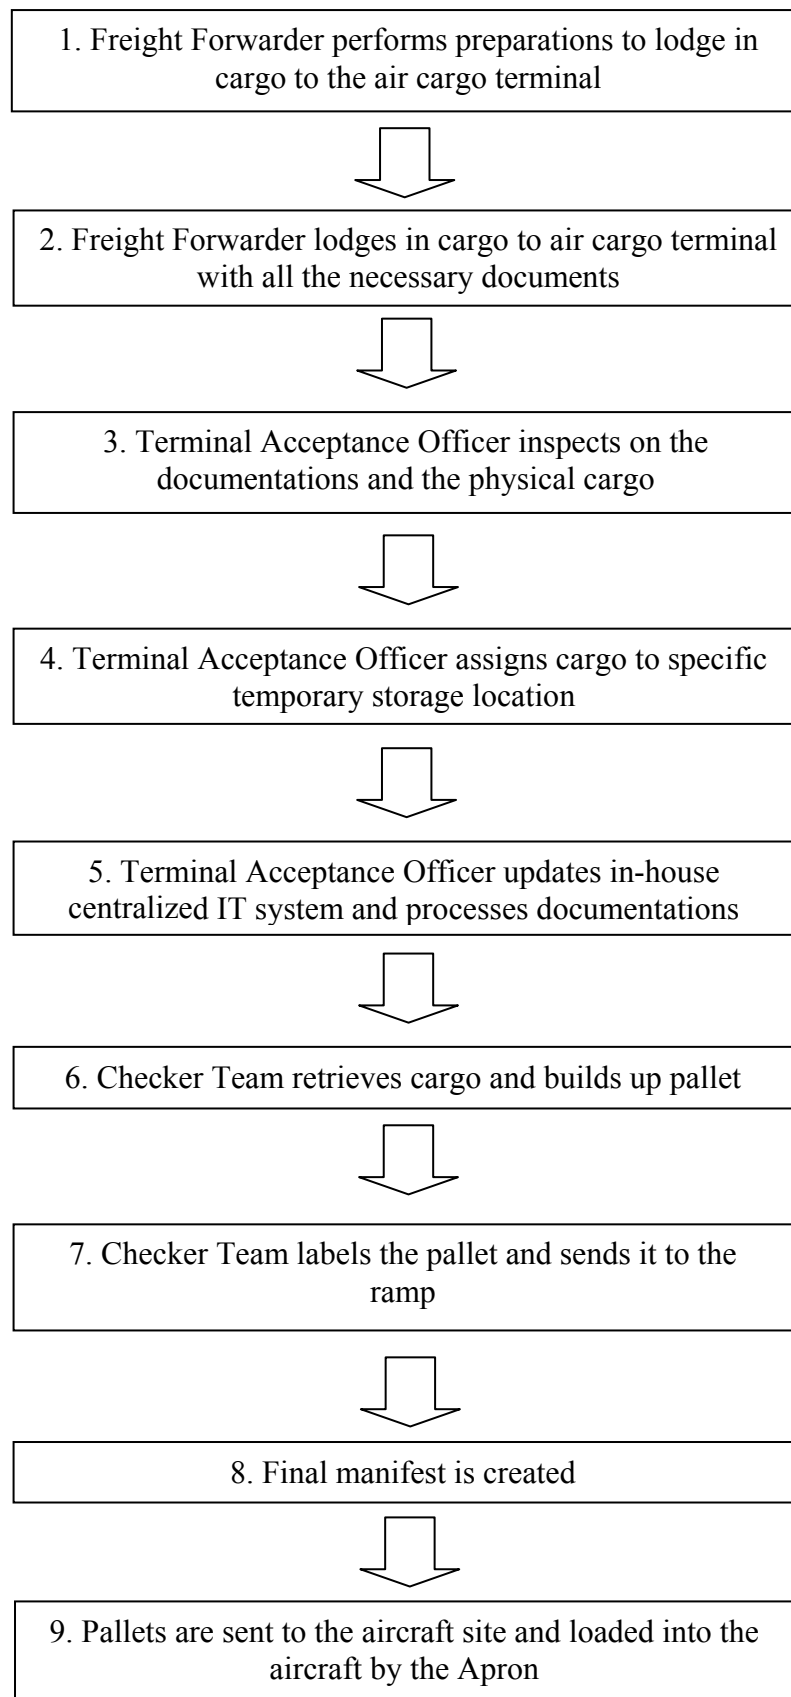 1. Freight Forwarder performs preparations to lodge in
cargo to the air cargo terminal
2. Freight Forwarder lodges in cargo to air cargo terminal
with all the necessary documents
3. Terminal Acceptance Officer inspects on the
documentations and the physical cargo
4. Terminal Acceptance Officer assigns cargo to specific
temporary storage location
5. Terminal Acceptance Officer updates in-house
centralized IT system and processes documentations
6. Checker Team retrieves cargo and builds up pallet
7. Checker Team labels the pallet and sends it to the
ramp
8. Final manifest is created
9. Pallets are sent to the aircraft site and loaded into the
aircraft by the Apron